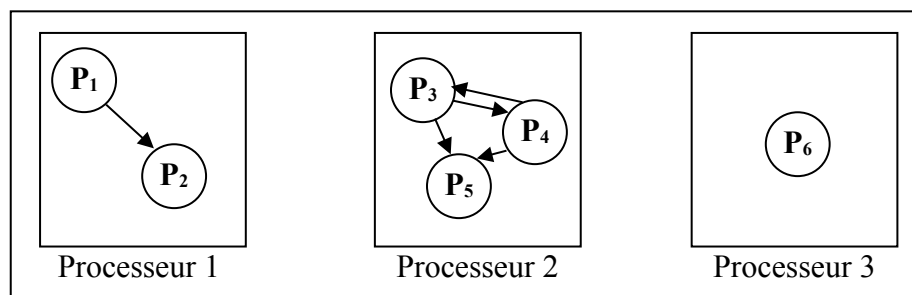 P₁
P₂
P₃
P₄
P₅
P₆
Processeur 1
Processeur 2
Processeur 3